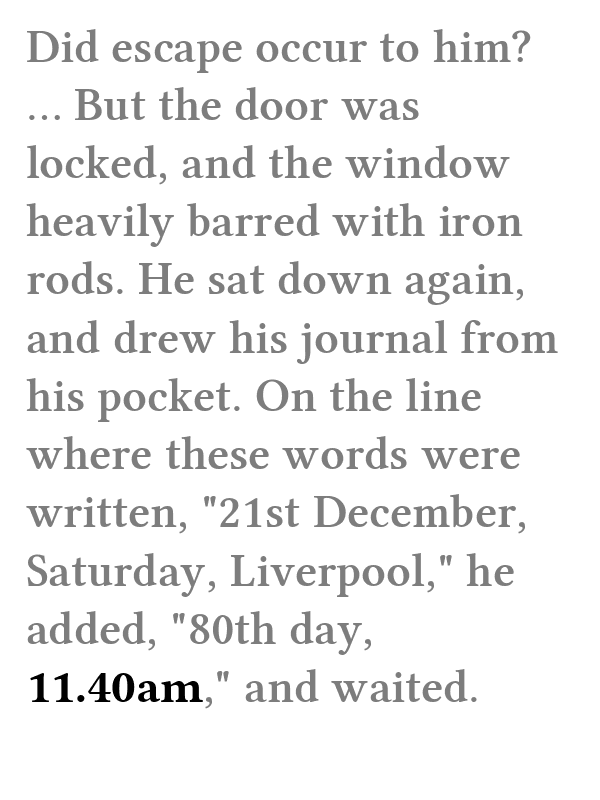 Did escape occur to him?
... But the door was
locked, and the window
heavily barred with iron
rods. He sat down again,
and drew his journal from
his pocket. On the line
where these words were
written, "21st December,
Saturday, Liverpool," he
added, "80th day,
11.40am," and waited.